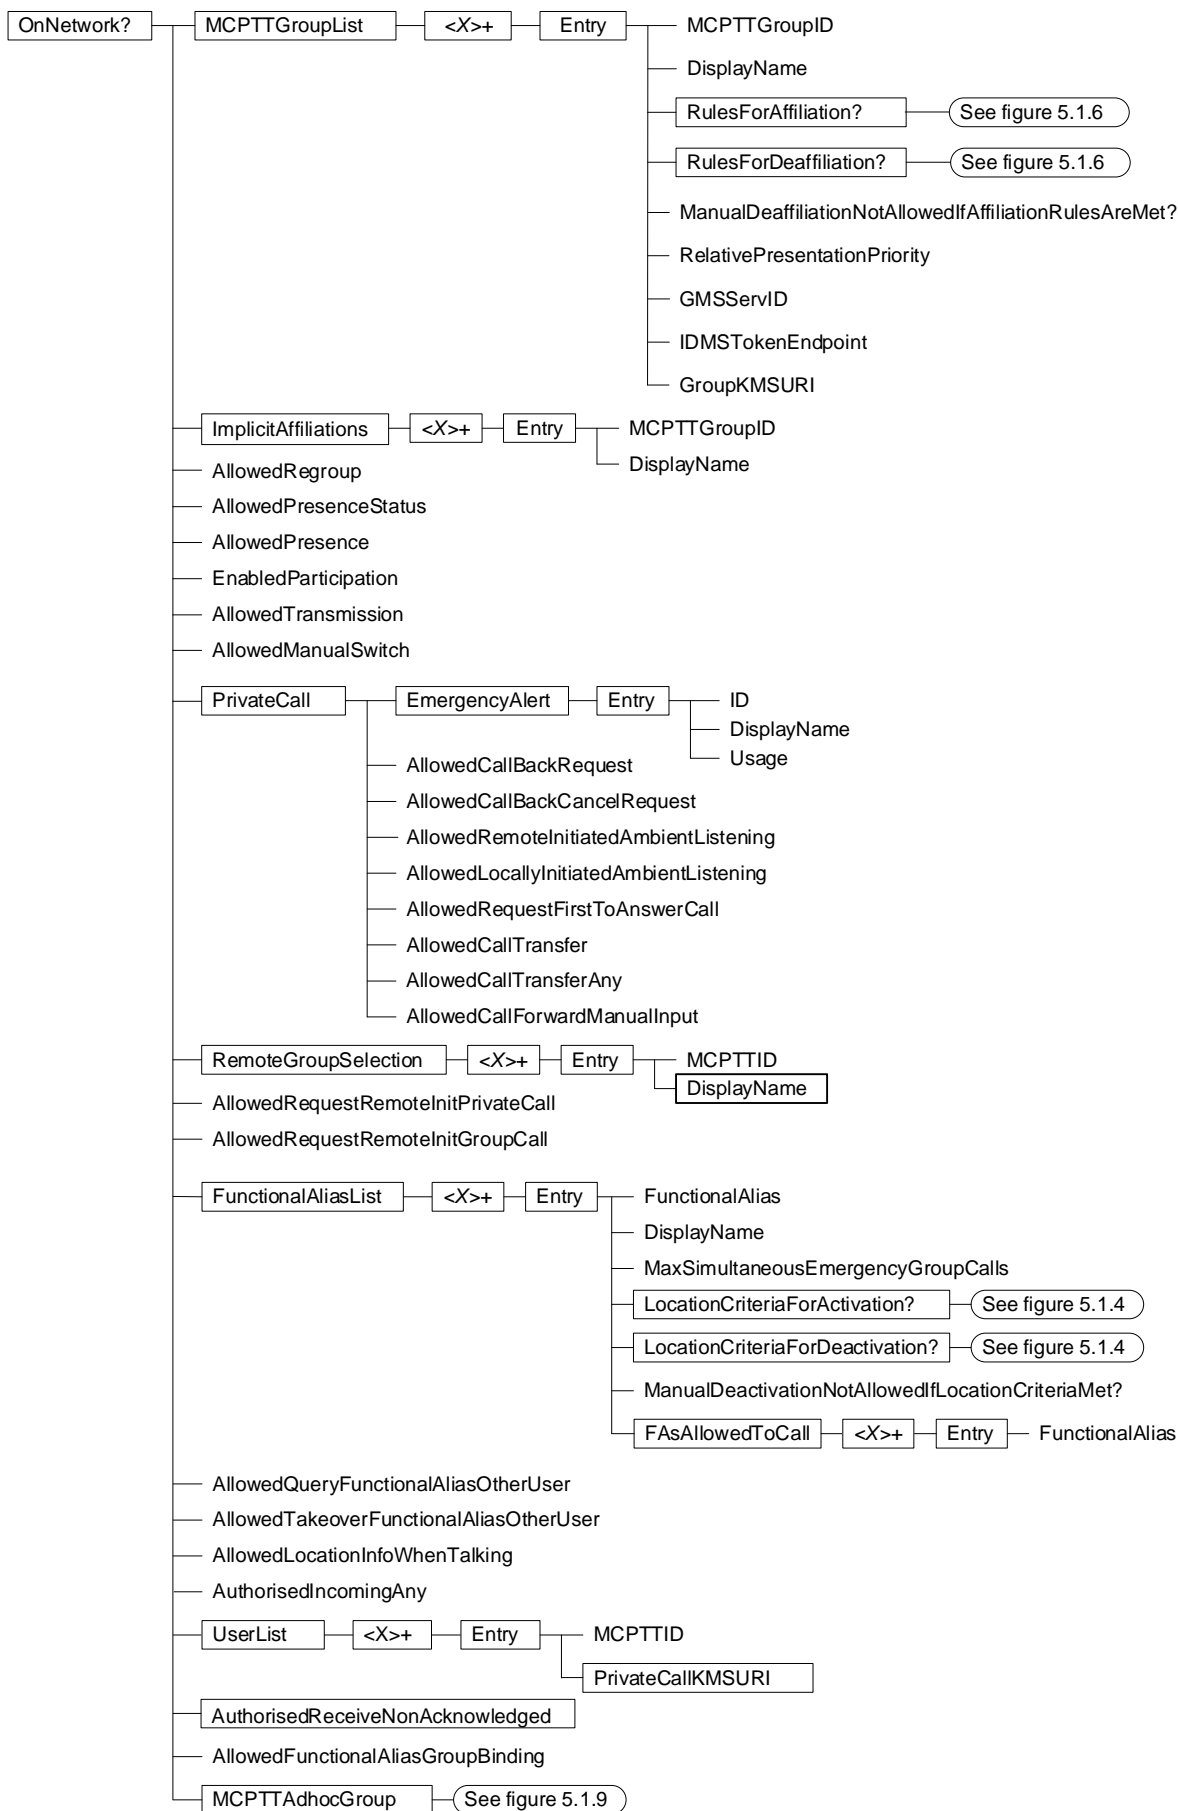 OnNetwork? MCPTTGroupList <X>+ Entry MCPTTGroupID
DisplayName
RulesForAffiliation? See figure 5.1.6
RulesForDeaffiliation? See figure 5.1.6
ManualDeaffiliationNotAllowedIfAffiliationRulesAreMet?
RelativePresentationPriority
GMSServID
IDMSTokenEndpoint
GroupKMSURI
ImplicitAffiliations <X>+ Entry MCPTTGroupID
DisplayName
AllowedRegroup
AllowedPresenceStatus
AllowedPresence
EnabledParticipation
AllowedTransmission
AllowedManualSwitch
PrivateCall EmergencyAlert Entry ID
DisplayName
Usage
AllowedCallBackRequest
AllowedCallBackCancelRequest
AllowedRemoteInitiatedAmbientListening
AllowedLocallyInitiatedAmbientListening
AllowedRequestFirstToAnswerCall
AllowedCallTransfer
AllowedCallTransferAny
AllowedCallForwardManualInput
RemoteGroupSelection <X>+ Entry MCPTTID
DisplayName
AllowedRequestRemoteInitPrivateCall
AllowedRequestRemoteInitGroupCall
FunctionalAliasList <X>+ Entry FunctionalAlias
DisplayName
MaxSimultaneousEmergencyGroupCalls
LocationCriteriaForActivation? See figure 5.1.4
LocationCriteriaForDeactivation? See figure 5.1.4
ManualDeactivationNotAllowedIfLocationCriteriaMet?
FAsAllowedToCall <X>+ Entry FunctionalAlias
AllowedQueryFunctionalAliasOtherUser
AllowedTakeoverFunctionalAliasOtherUser
AllowedLocationInfoWhenTalking
AuthorisedIncomingAny
UserList <X>+ Entry MCPTTID
PrivateCallKMSURI
AuthorisedReceiveNonAcknowledged
AllowedFunctionalAliasGroupBinding
MCPTTAdhocGroup See figure 5.1.9